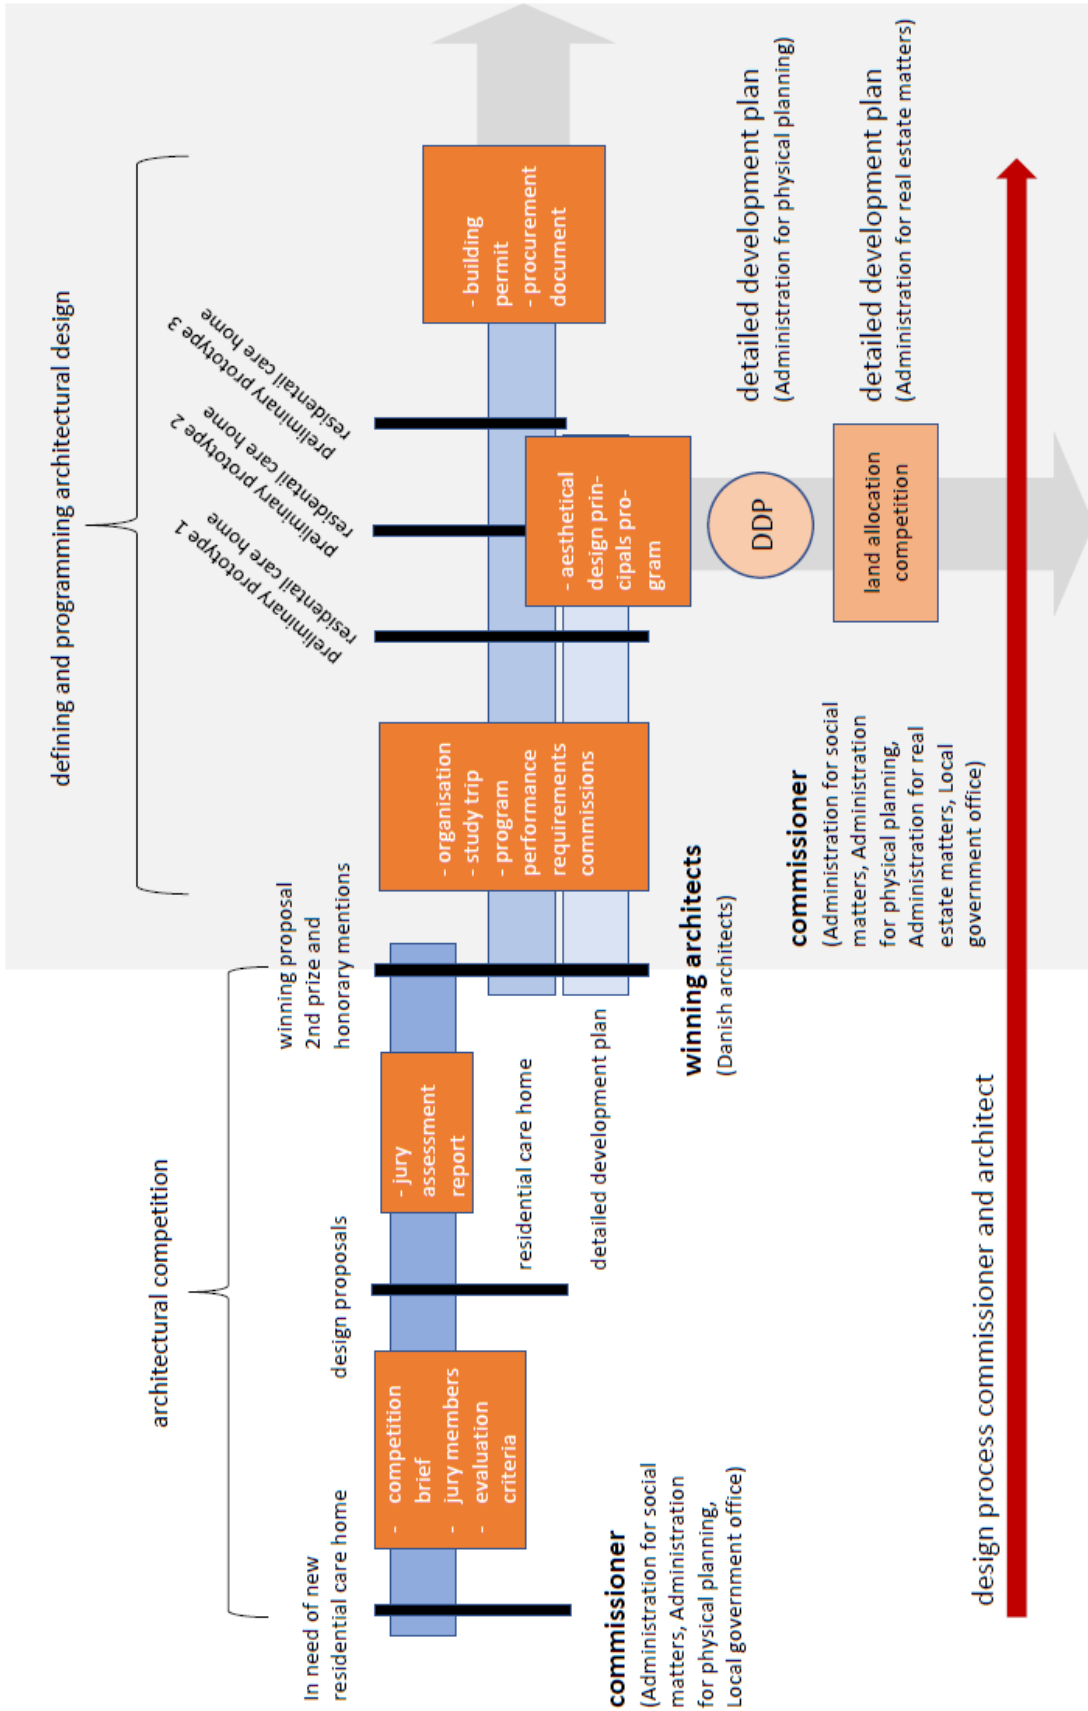 architectural competition
defining and programming architectural design
In need of new
residential care home
design proposals
winning proposal
2nd prize and
honorary mentions
preliminary prototype 1
residentail care home
preliminary prototype 2
residentail care home
preliminary prototype 3
residentail care home
- competition
brief
- jury members
- evaluation
criteria
- jury
assessment
report
- organisation
- study trip
- program
performance
requirements
commissions
- building
permit
- procurement
document
- aesthetical
design prin-
cipals pro-
gram
residential care home
detailed development plan
commissioner
(Administration for social
matters, Administration
for physical planning,
Local government office)
winning architects
(Danish architects)
commissioner
(Administration for social
matters, Administration
for physical planning,
Administration for real
estate matters, Local
government office)
DDP
detailed development plan
(Administration for physical planning)
land allocation
competition
detailed development plan
(Administration for real estate matters)
design process commissioner and architect